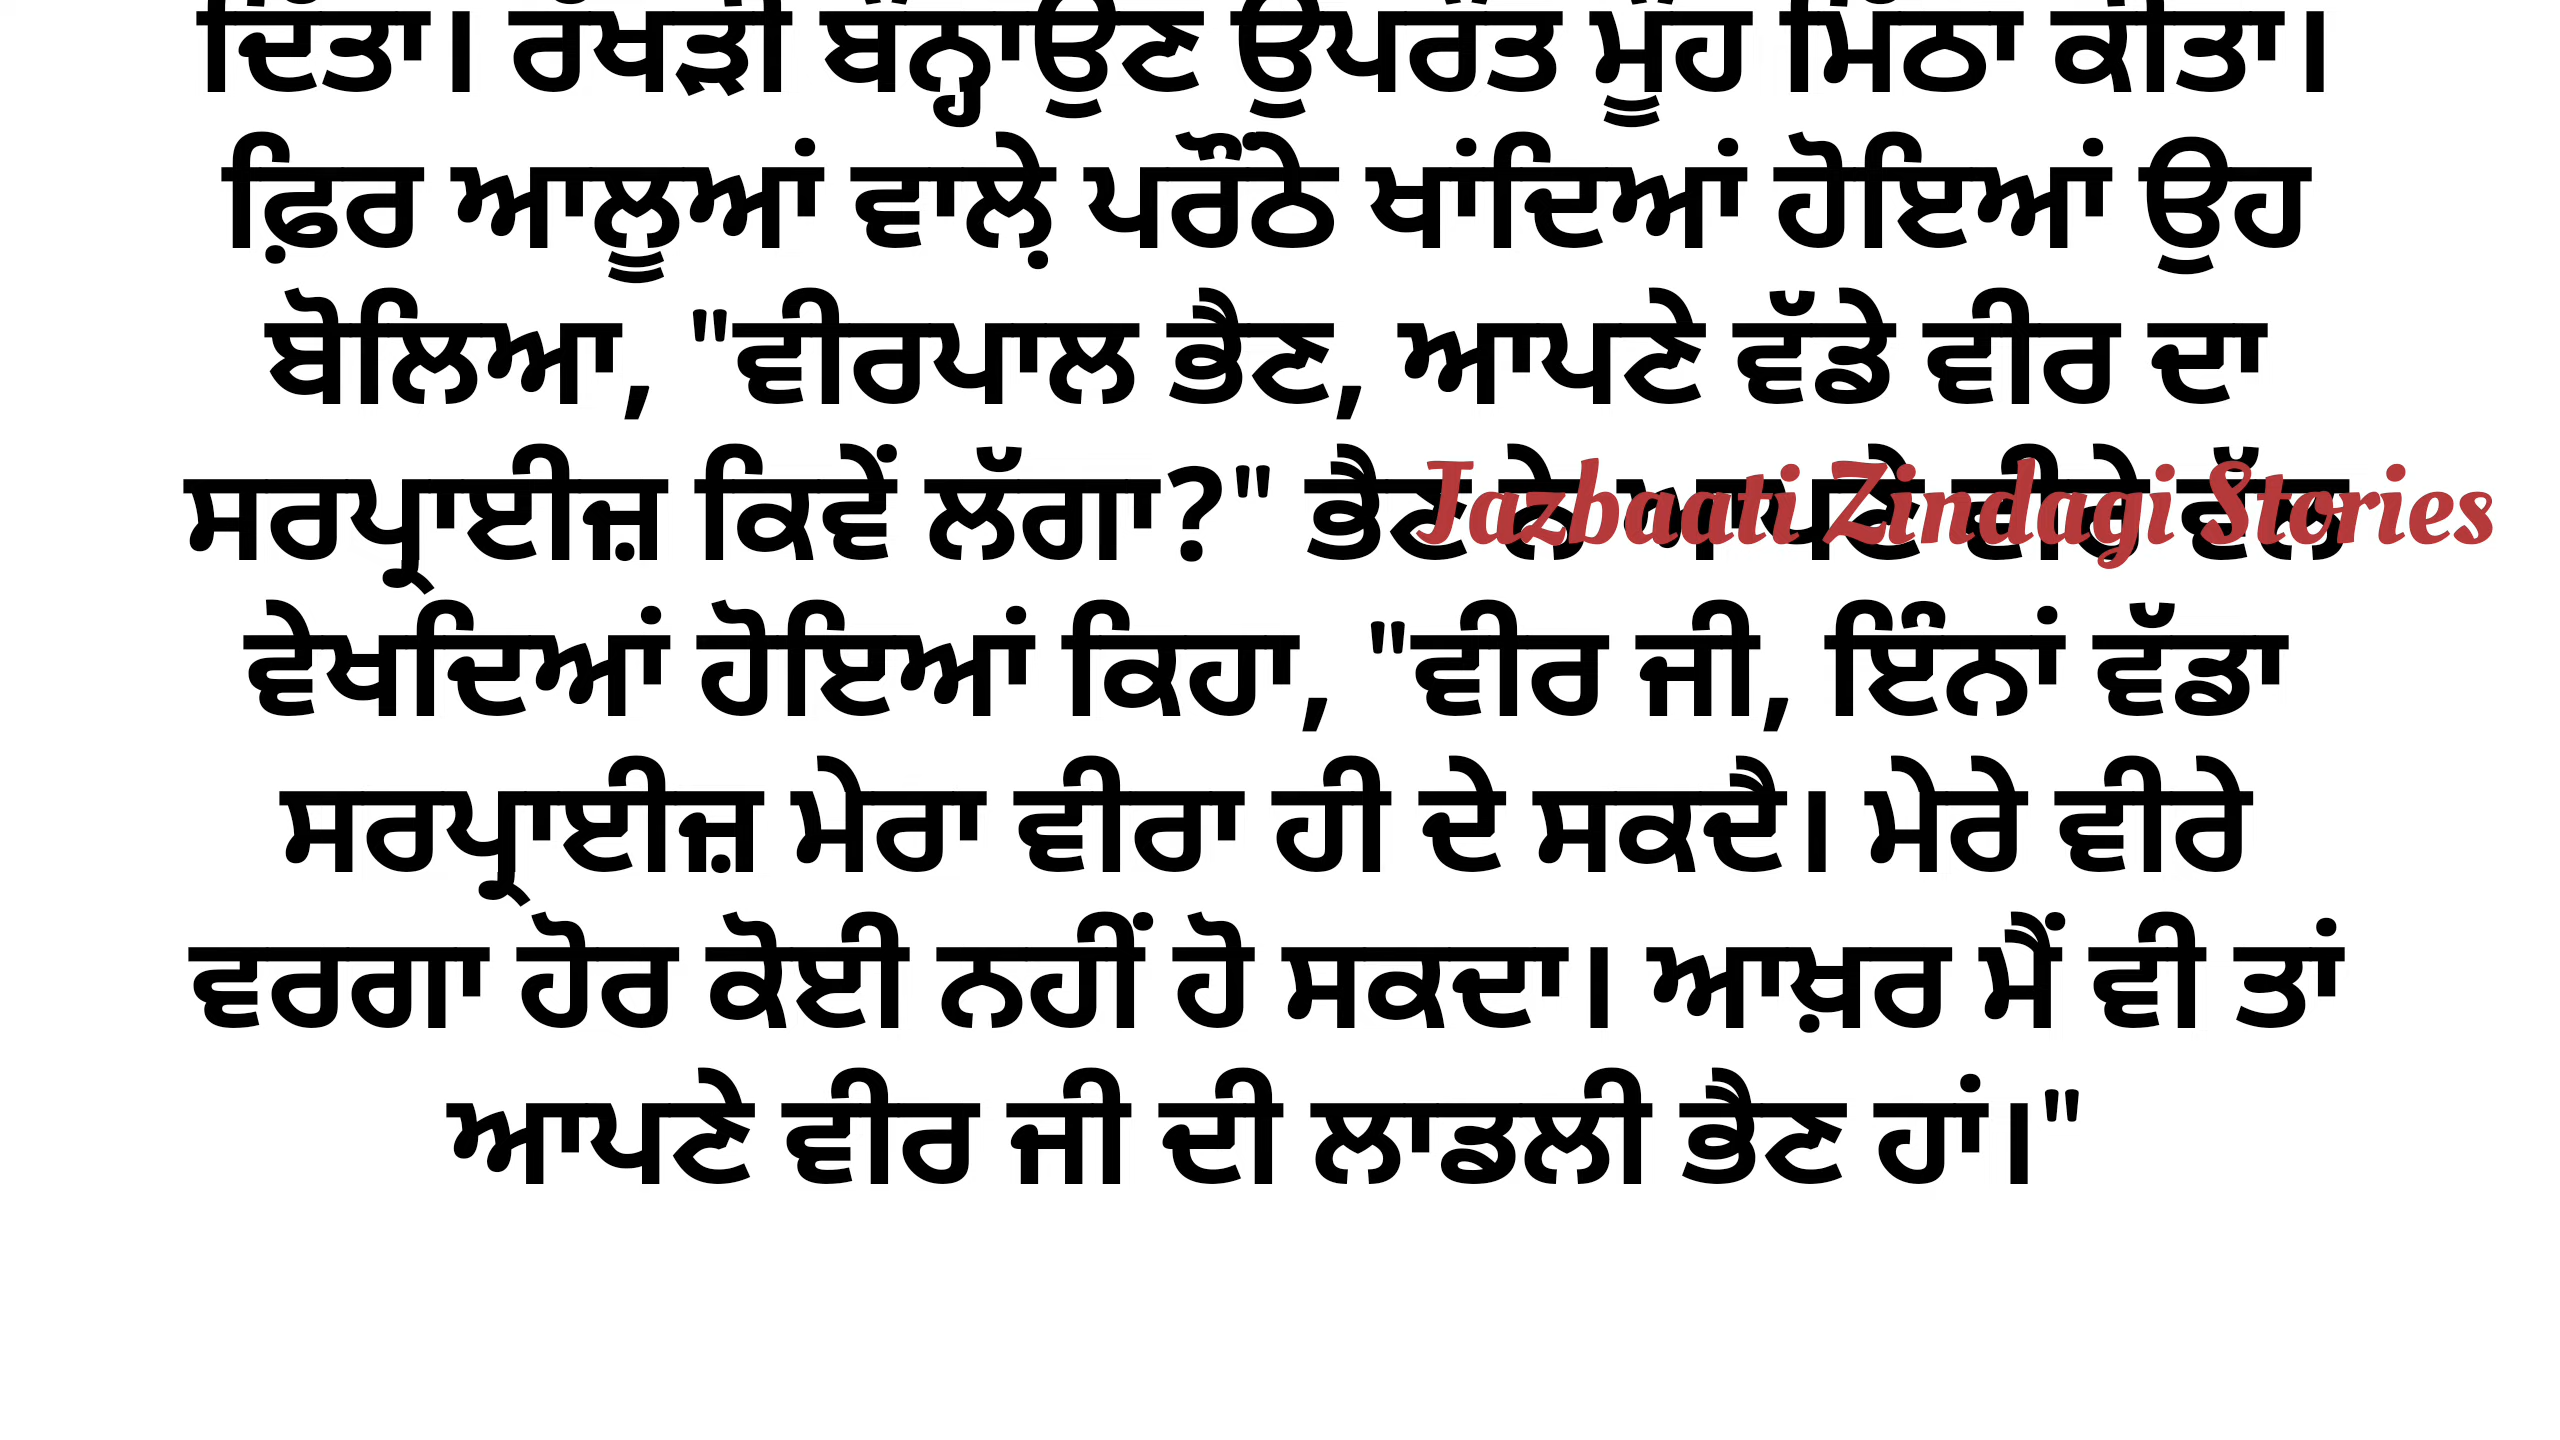 ਦਿੱਤਾ। ਰੱਖੜੀ ਬੰਨ੍ਹਾਉਣ ਉਪਰੰਤ ਮੂੰਹ ਮਿੱਠਾ ਕੀਤਾ।
ਫ਼ਿਰ ਆਲੂਆਂ ਵਾਲੇ਼ ਪਰੌਂਠੇ ਖਾਂਦਿਆਂ ਹੋਇਆਂ ਉਹ
ਬੋਲਿਆ, "ਵੀਰਪਾਲ ਭੈਣ, ਆਪਣੇ ਵੱਡੇ ਵੀਰ ਦਾ
ਸਰਪ੍ਰਾਈਜ਼ ਕਿਵੇਂ ਲੱਗਾ?" ਭੈਣ ਨੇ ਆਪਣੇ ਵੀਰੇ ਵੱਲ
Jazbaati Zindagi Stories
ਵੇਖਦਿਆਂ ਹੋਇਆਂ ਕਿਹਾ, "ਵੀਰ ਜੀ, ਇੰਨਾਂ ਵੱਡਾ
ਸਰਪ੍ਰਾਈਜ਼ ਮੇਰਾ ਵੀਰਾ ਹੀ ਦੇ ਸਕਦੈ। ਮੇਰੇ ਵੀਰੇ
ਵਰਗਾ ਹੋਰ ਕੋਈ ਨਹੀਂ ਹੋ ਸਕਦਾ। ਆਖ਼ਰ ਮੈਂ ਵੀ ਤਾਂ
ਆਪਣੇ ਵੀਰ ਜੀ ਦੀ ਲਾਡਲੀ ਭੈਣ ਹਾਂ।"